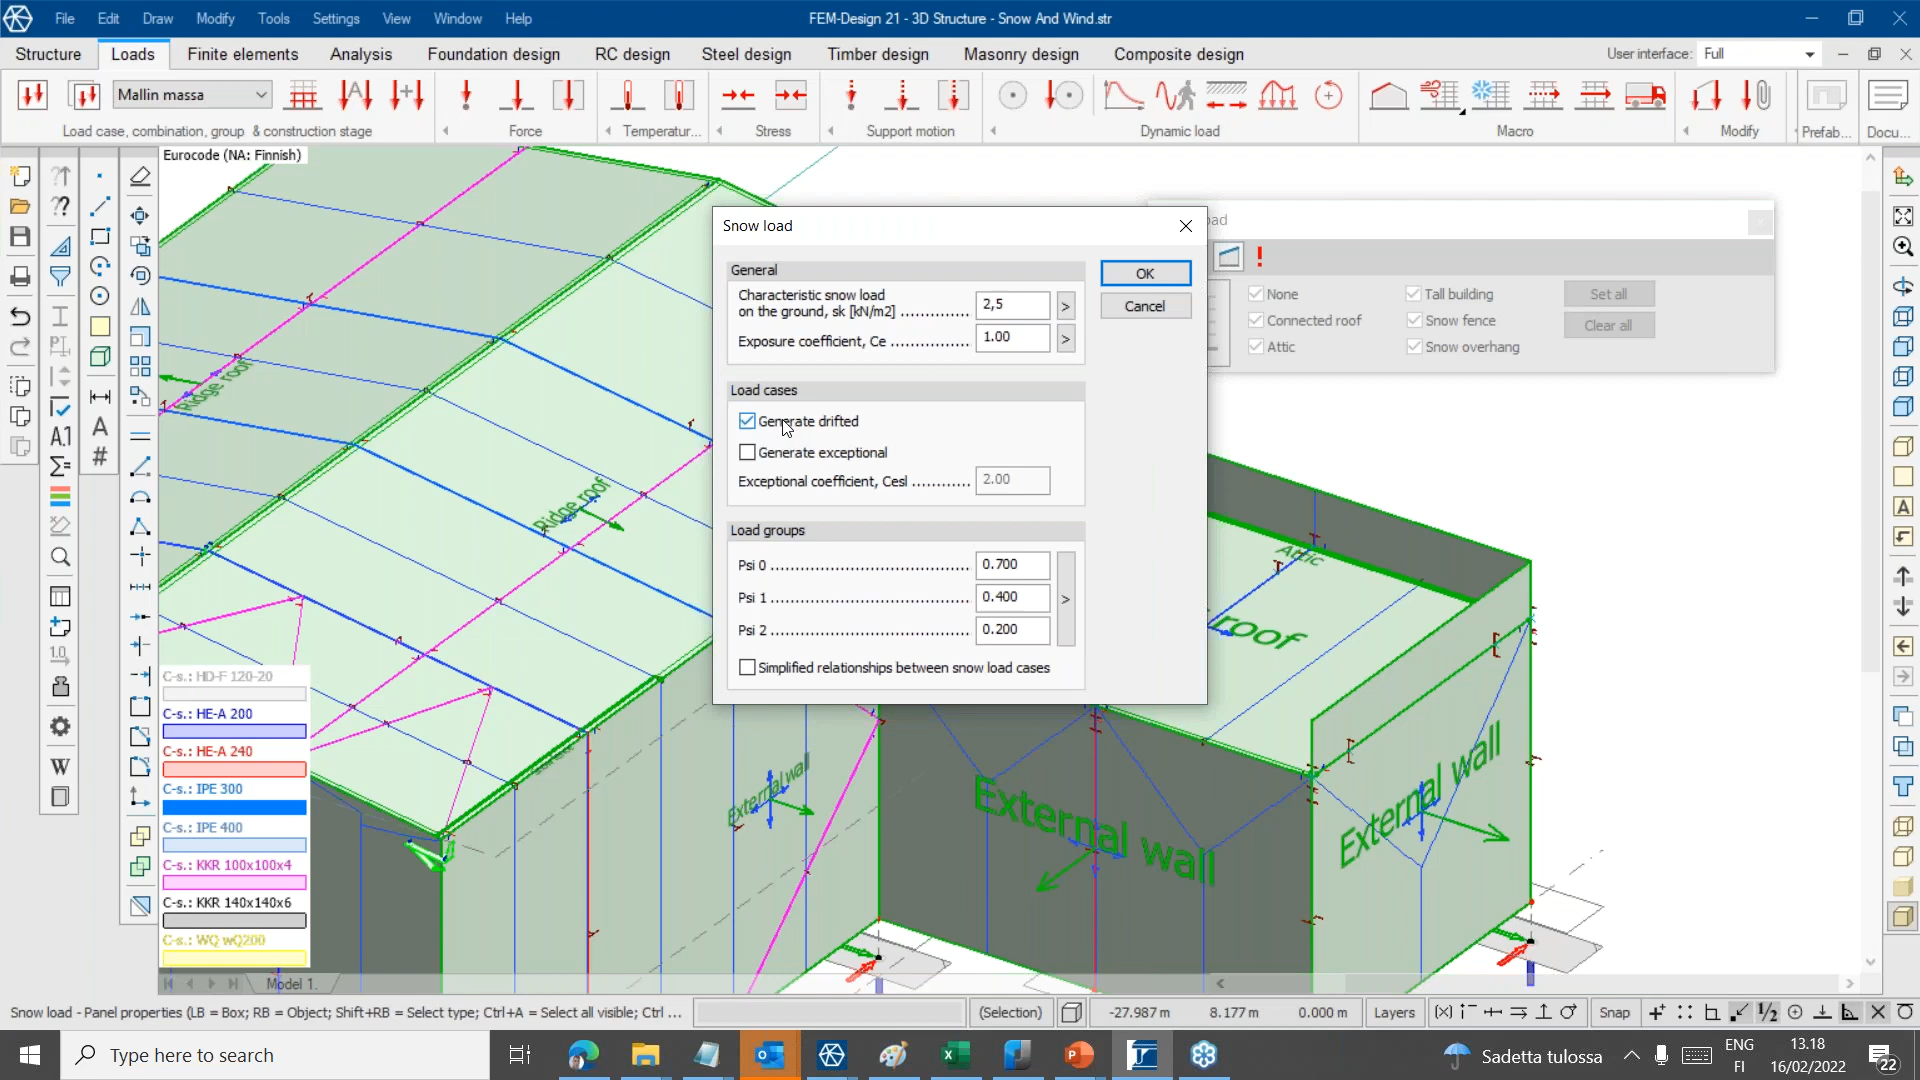 File Edit Draw Modify Tools Settings View Window Help
FEM-Design 21 - 3D Structure - Snow And Wind.str
Structure Loads Finite elements Analysis Foundation design RC design Steel design Timber design Masonry design Composite design
User interface: Full
Mallin massa
Load case, combination, group & construction stage Force Temperatur... Stress Support motion Dynamic load Macro Modify Prefab... Docu...
Eurocode (NA: Finnish)
Snow load
oad
General
Characteristic snow load
on the ground, sk [kN/m2] 2,5 >
Exposure coefficient, Ce 1.00 >
OK
Cancel
None
Connected roof
Attic
Tall building
Snow fence
Snow overhang
Set all
Clear all
Load cases
Generate drifted
Generate exceptional
Exceptional coefficient, Cesl 2.00
Load groups
Psi 0 0.700
Psi 1 0.400 >
Psi 2 0.200
Simplified relationships between snow load cases
Ridge roof
Ridge roof
Attic
roof
External wall
External wall
External wall
C-s.: HD-F 120-20
C-s.: HE-A 200
C-s.: HE-A 240
C-s.: IPE 300
C-s.: IPE 400
C-s.: KKR 100x100x4
C-s.: KKR 140x140x6
C-s.: WQ wQ200
Model 1.
Snow load - Panel properties (LB = Box; RB = Object; Shift+RB = Select type; Ctrl+A = Select all visible; Ctrl ...
(Selection) -27.987 m 8.177 m 0.000 m Layers Snap
Type here to search
Sadetta tulossa
ENG
FI
13.18
16/02/2022
22